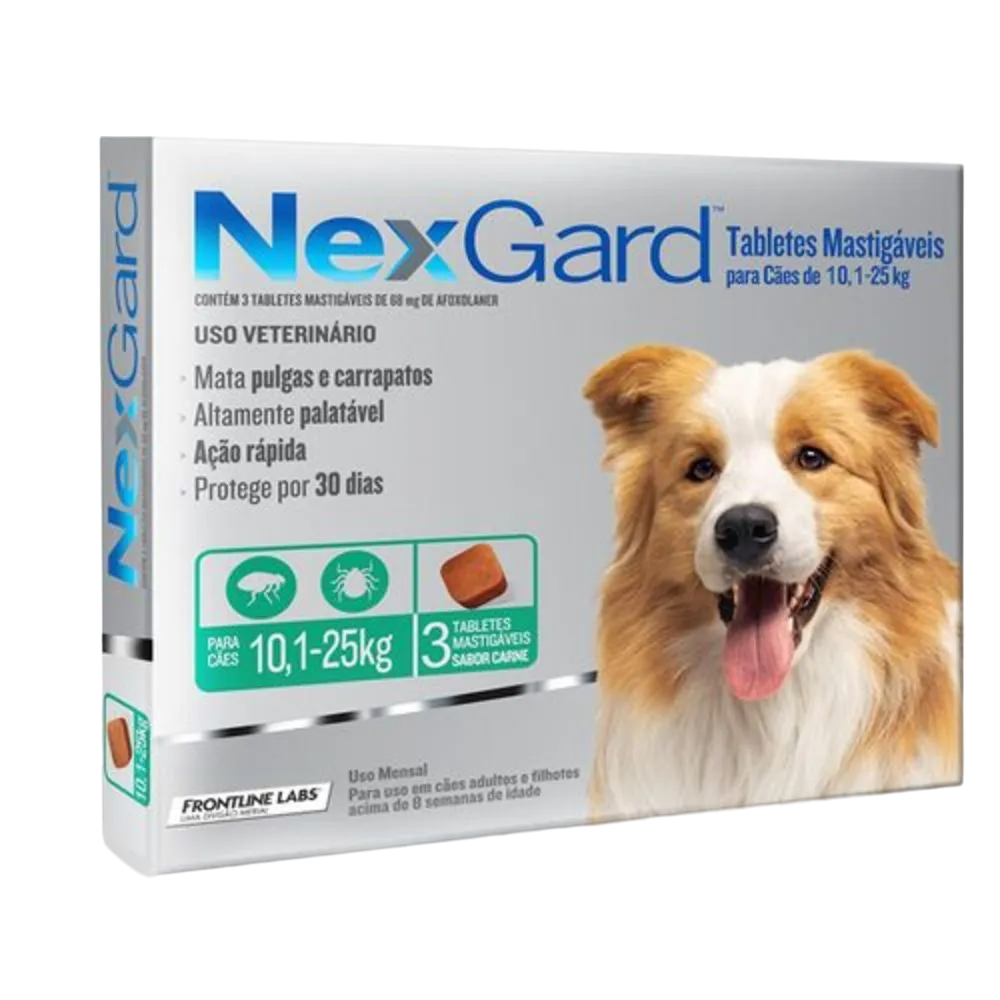 NexGard™
Tabletes Mastigáveis
para Cães de 10,1-25 kg
CONTÉM 3 TABLETES MASTIGÁVEIS DE 68 mg DE AFOXOLANER
USO VETERINÁRIO
Mata pulgas e carrapatos
Altamente palatável
Ação rápida
Protege por 30 dias
PARA CÃES 10,1-25kg
3 TABLETES MASTIGÁVEIS SABOR CARNE
Uso Mensal
Para uso em cães adultos e filhotes
acima de 8 semanas de idade
FRONTLINE LABS
UMA DIVISÃO MERIAL
NexGard
10,1-25kg